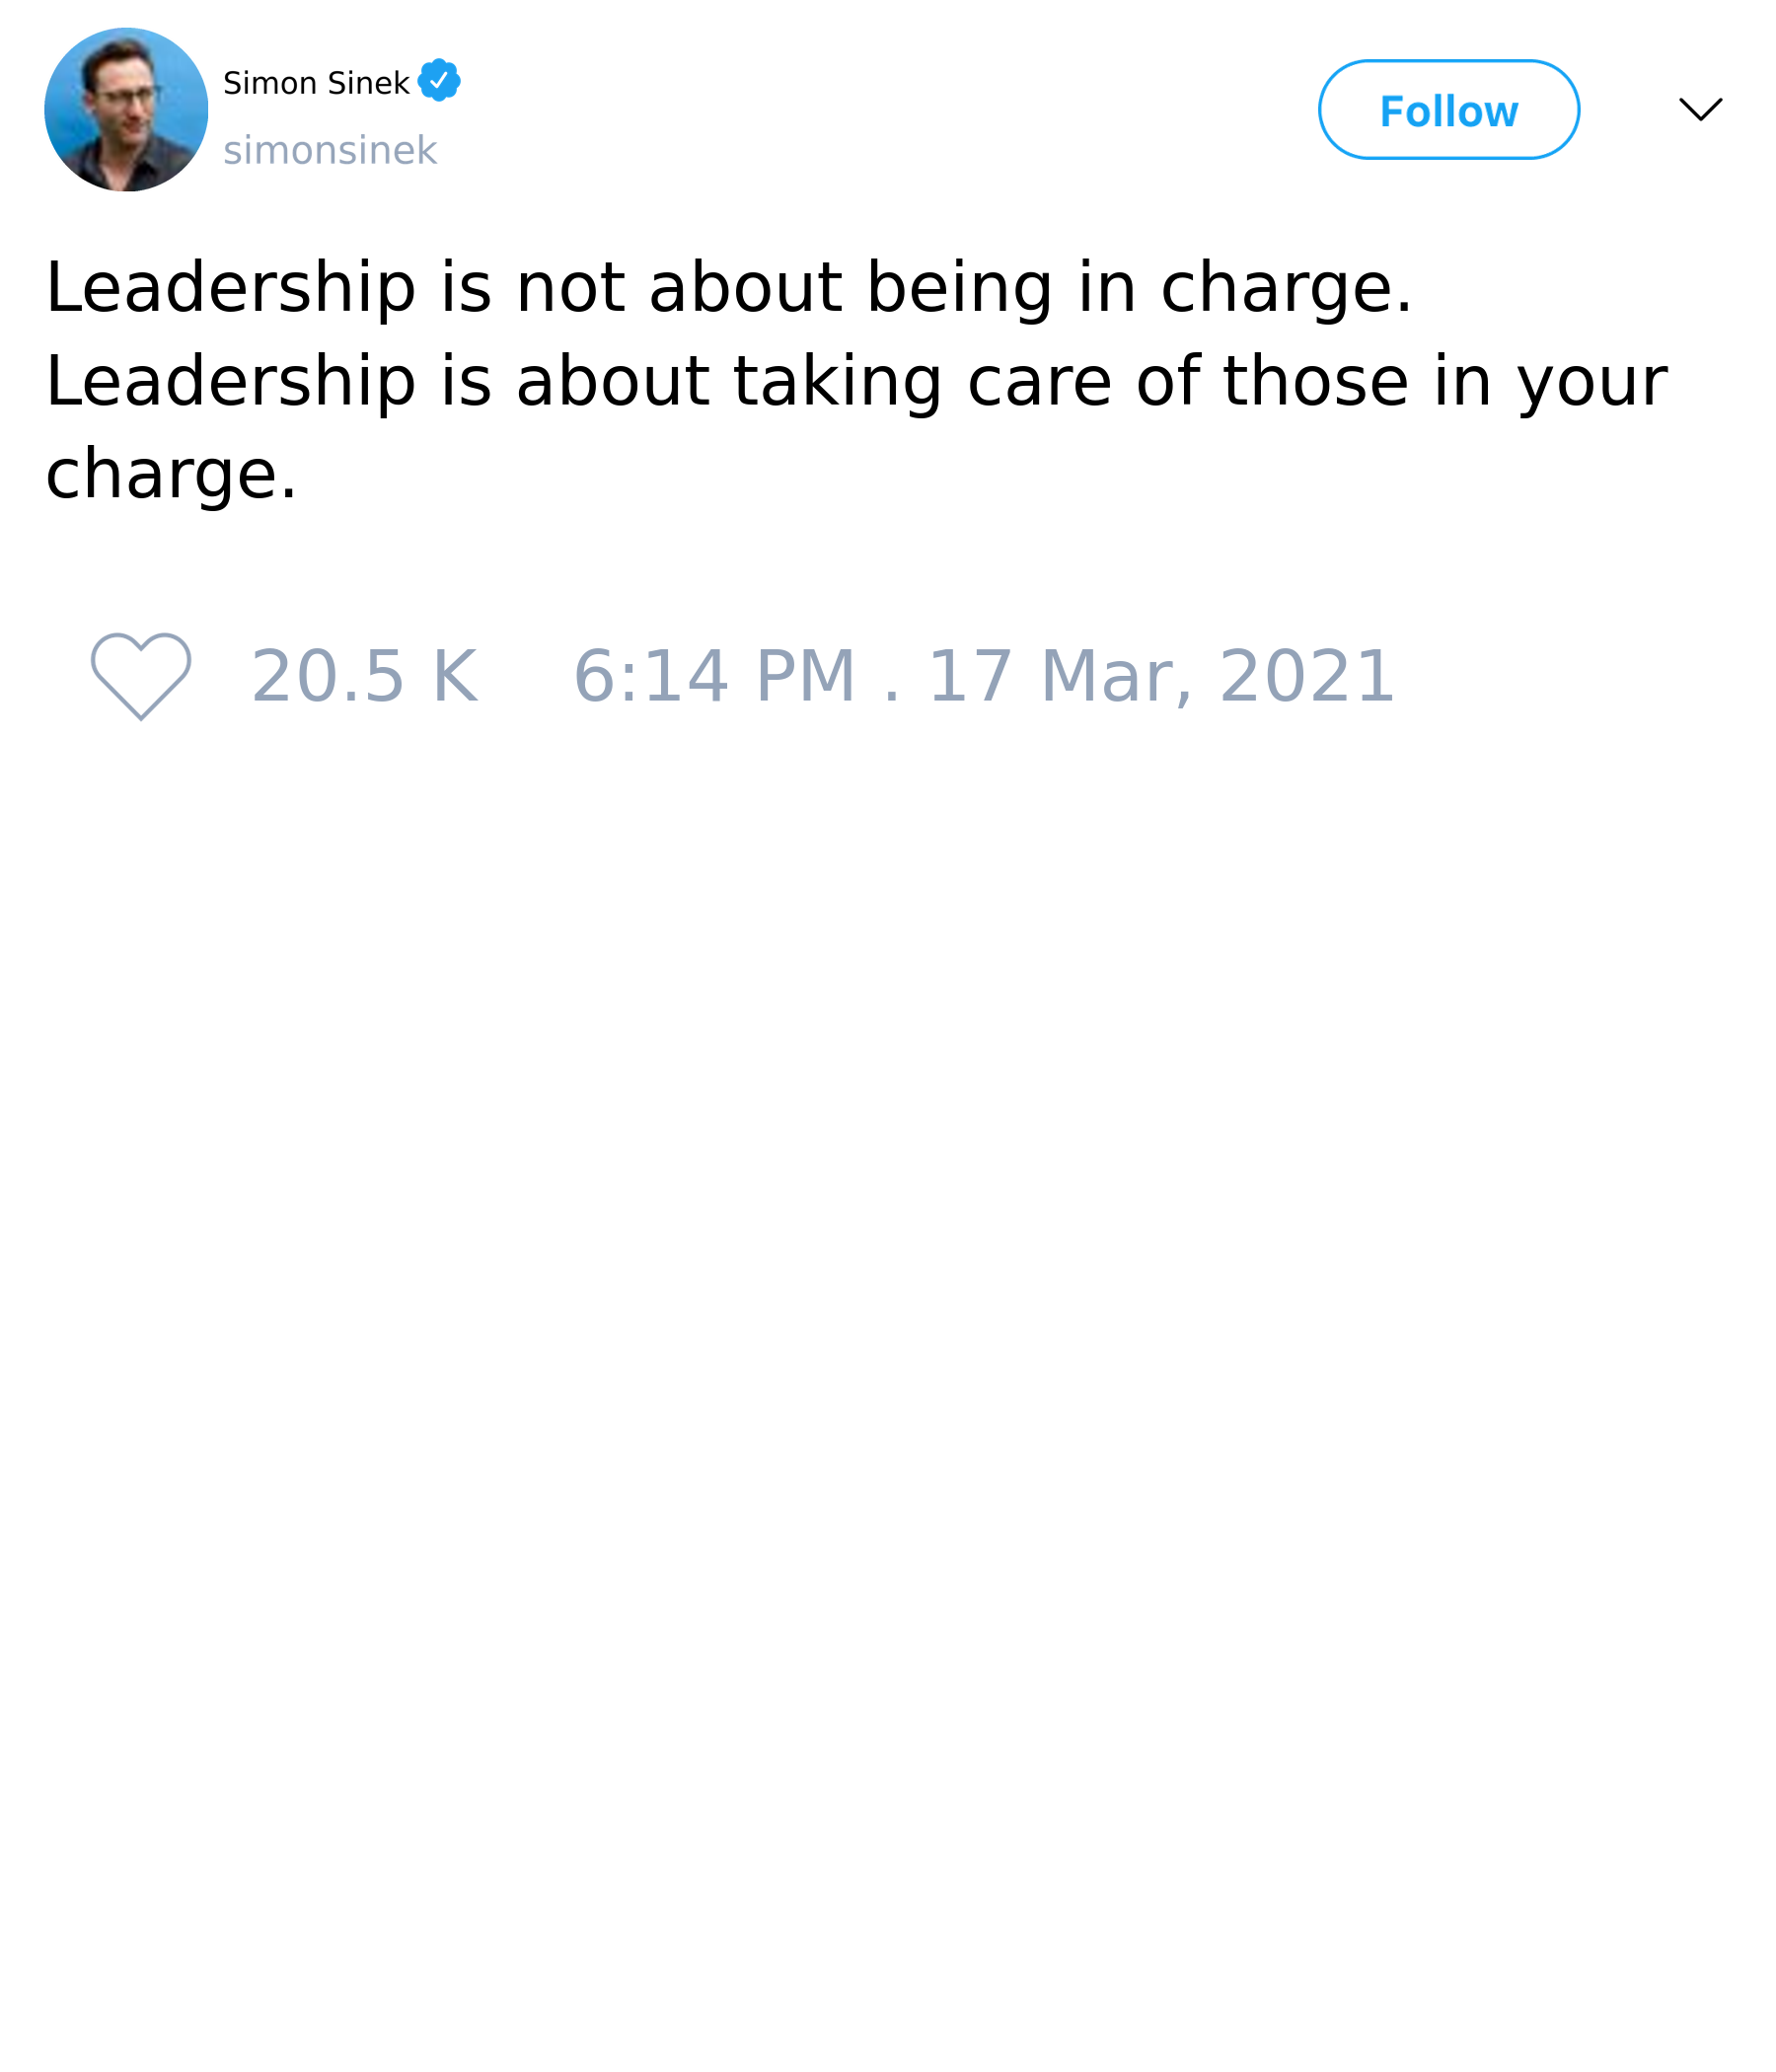 Simon Sinek
simonsinek
Follow
Leadership is not about being in charge.
Leadership is about taking care of those in your
charge.
20.5 K 6:14 PM . 17 Mar, 2021